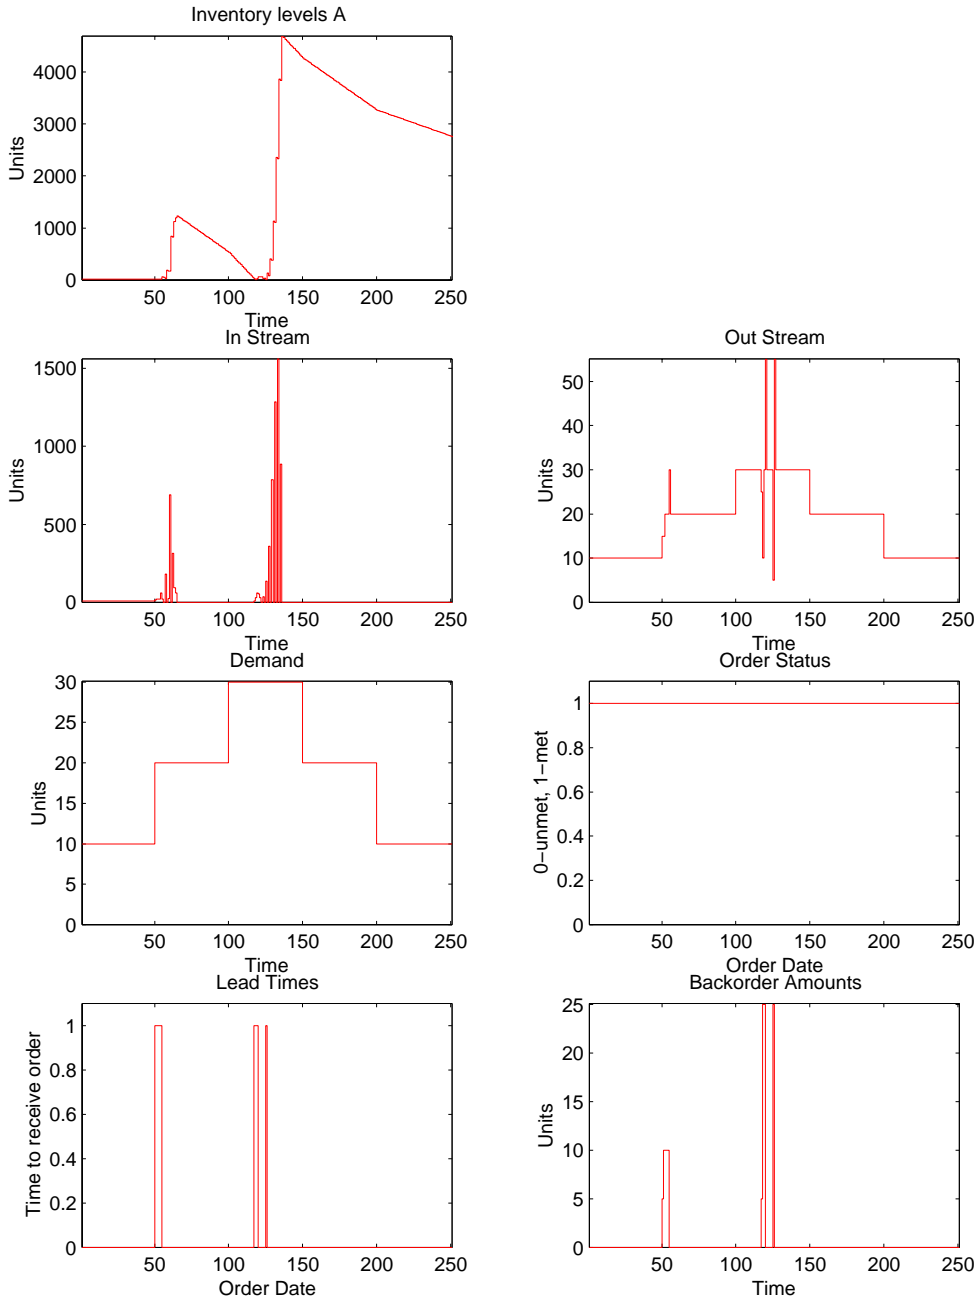 Inventory levels A
4000
3000
2000
1000
0
Units
50 100 150 200 250
Time
In Stream
1500
1000
500
0
Units
50 100 150 200 250
Time
Out Stream
50
40
30
20
10
0
Units
50 100 150 200 250
Time
Demand
30
25
20
15
10
5
0
Units
50 100 150 200 250
Time
Order Status
1
0.8
0.6
0.4
0.2
0
0−unmet, 1−met
50 100 150 200 250
Order Date
Lead Times
1
0.8
0.6
0.4
0.2
0
Time to receive order
50 100 150 200 250
Order Date
Backorder Amounts
25
20
15
10
5
0
Units
50 100 150 200 250
Time